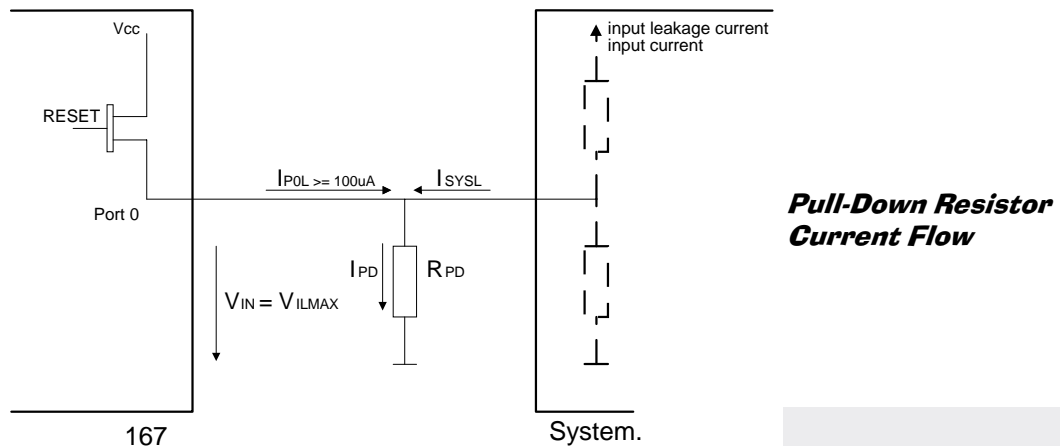 Vcc
input leakage current
input current
RESET
IP0L >= 100uA
ISYSL
Port 0
Pull-Down Resistor
Current Flow
IPD
RPD
VIN = VILMAX
167
System.